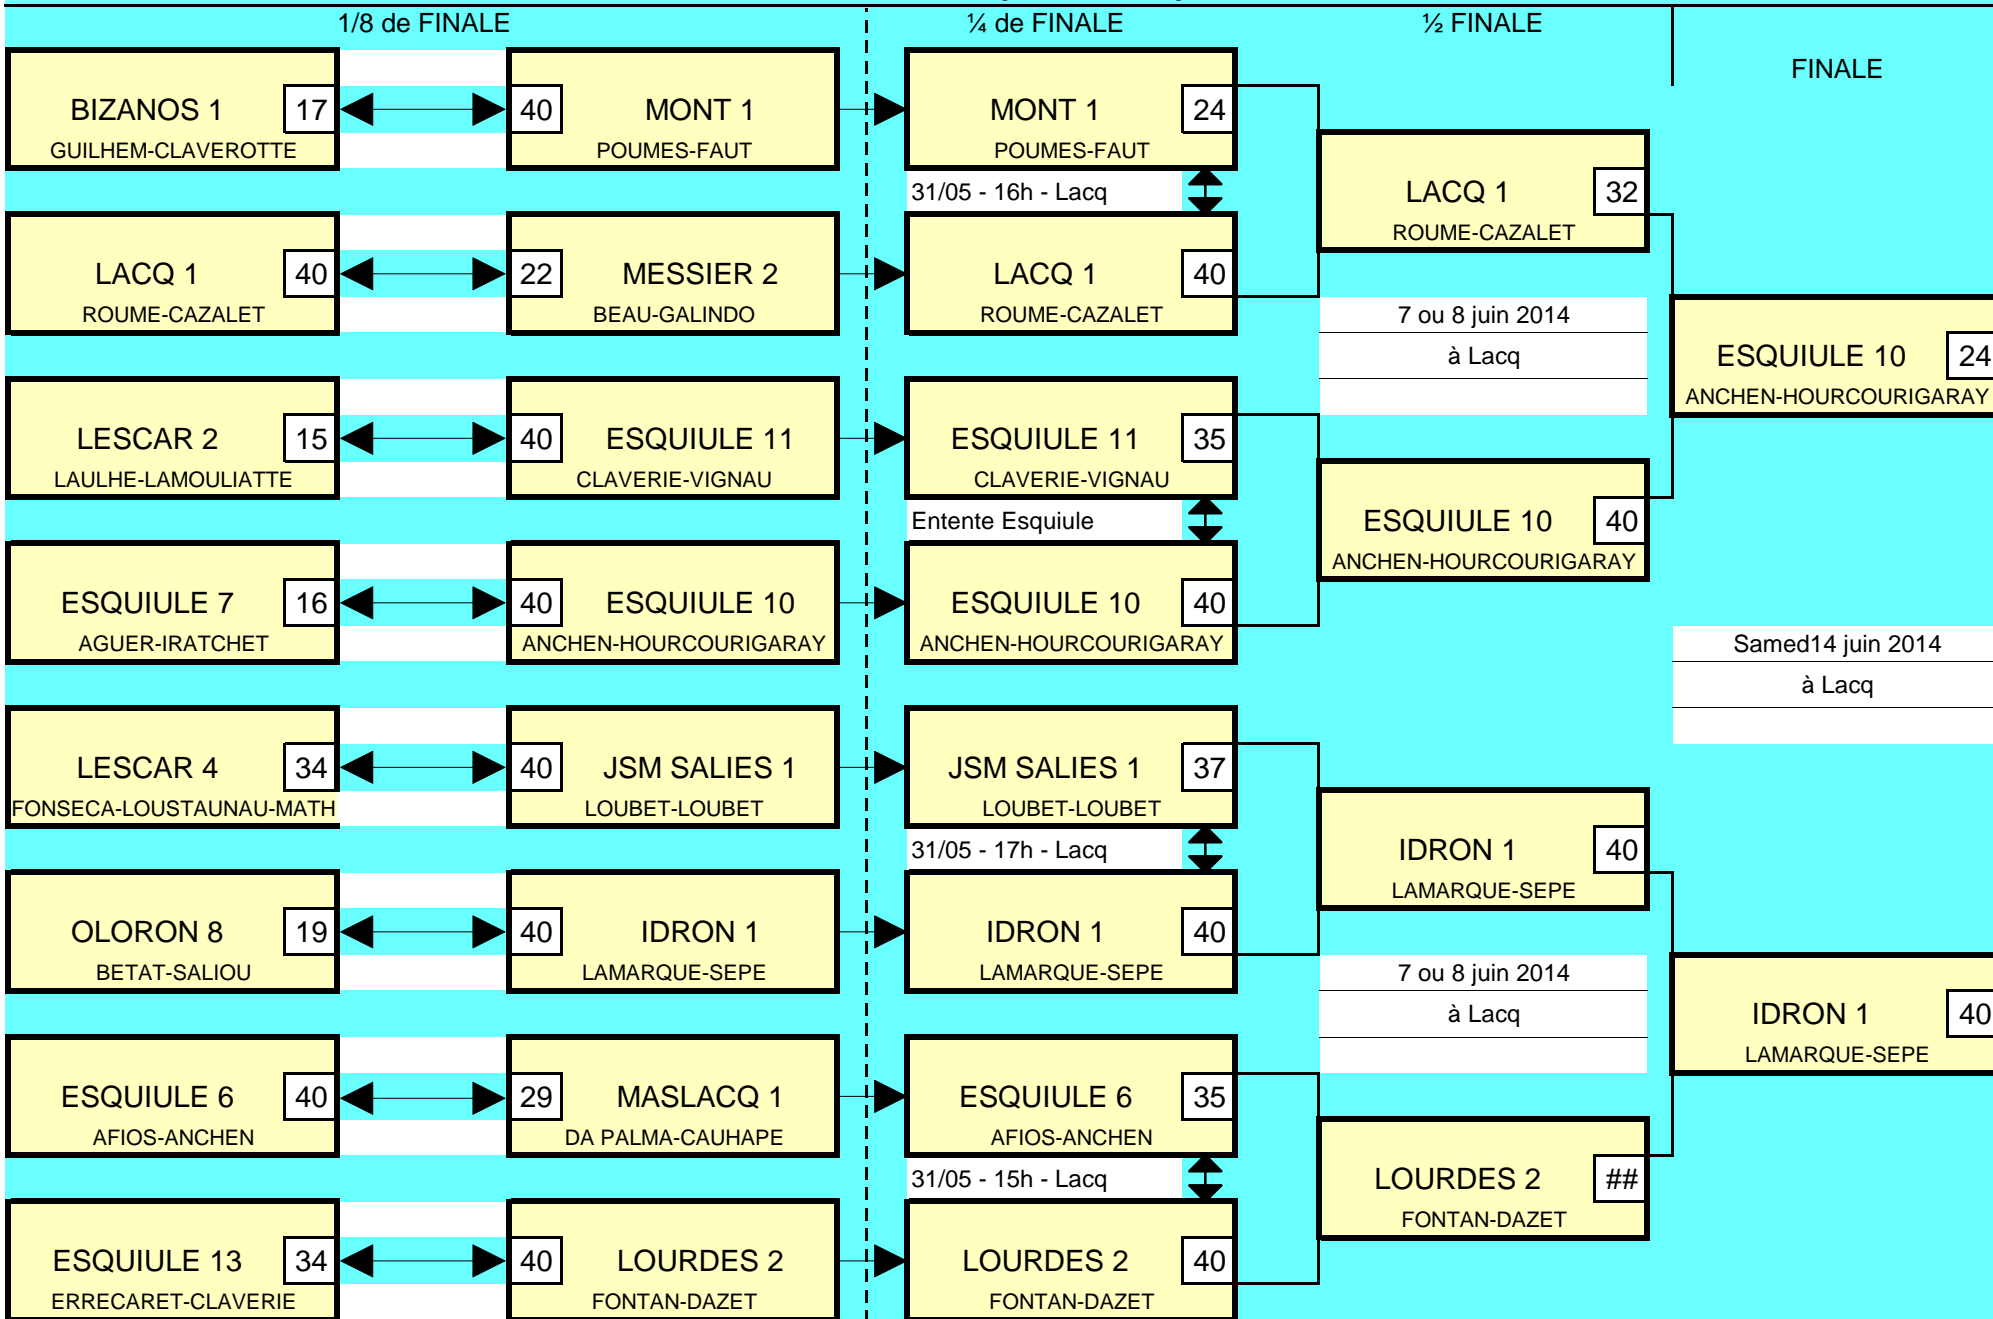 1/8 de FINALE
¼ de FINALE
½ FINALE
FINALE
BIZANOS 1
17
GUILHEM-CLAVEROTTE
40
MONT 1
POUMES-FAUT
MONT 1
24
POUMES-FAUT
31/05 - 16h - Lacq
LACQ 1
40
ROUME-CAZALET
22
MESSIER 2
BEAU-GALINDO
LACQ 1
40
ROUME-CAZALET
LACQ 1
32
ROUME-CAZALET
7 ou 8 juin 2014
à Lacq
LESCAR 2
15
LAULHE-LAMOULIATTE
40
ESQUIULE 11
CLAVERIE-VIGNAU
ESQUIULE 11
35
CLAVERIE-VIGNAU
Entente Esquiule
ESQUIULE 7
16
AGUER-IRATCHET
40
ESQUIULE 10
ANCHEN-HOURCOURIGARAY
ESQUIULE 10
40
ANCHEN-HOURCOURIGARAY
ESQUIULE 10
40
ANCHEN-HOURCOURIGARAY
ESQUIULE 10
24
ANCHEN-HOURCOURIGARAY
Samed14 juin 2014
à Lacq
LESCAR 4
34
FONSECA-LOUSTAUNAU-MATH
40
JSM SALIES 1
LOUBET-LOUBET
JSM SALIES 1
37
LOUBET-LOUBET
31/05 - 17h - Lacq
OLORON 8
19
BETAT-SALIOU
40
IDRON 1
LAMARQUE-SEPE
IDRON 1
40
LAMARQUE-SEPE
IDRON 1
40
LAMARQUE-SEPE
7 ou 8 juin 2014
à Lacq
ESQUIULE 6
40
AFIOS-ANCHEN
29
MASLACQ 1
DA PALMA-CAUHAPE
ESQUIULE 6
35
AFIOS-ANCHEN
31/05 - 15h - Lacq
ESQUIULE 13
34
ERRECARET-CLAVERIE
40
LOURDES 2
FONTAN-DAZET
LOURDES 2
40
FONTAN-DAZET
LOURDES 2
##
FONTAN-DAZET
IDRON 1
40
LAMARQUE-SEPE